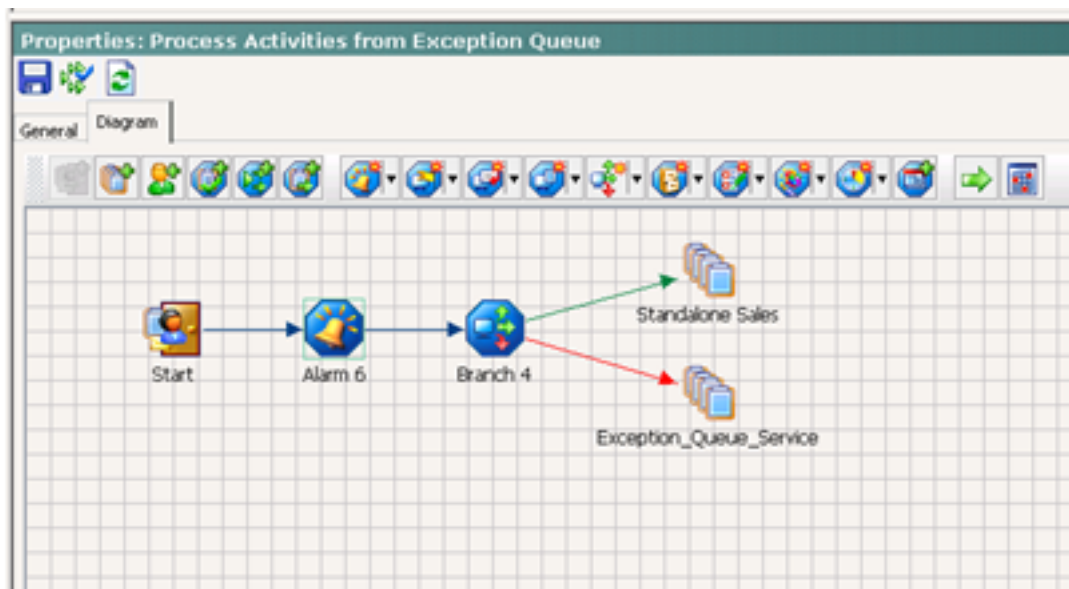 Properties: Process Activities from Exception Queue
General
Diagram
Standalone Sales
Start
Alarm 6
Branch 4
Exception_Queue_Service